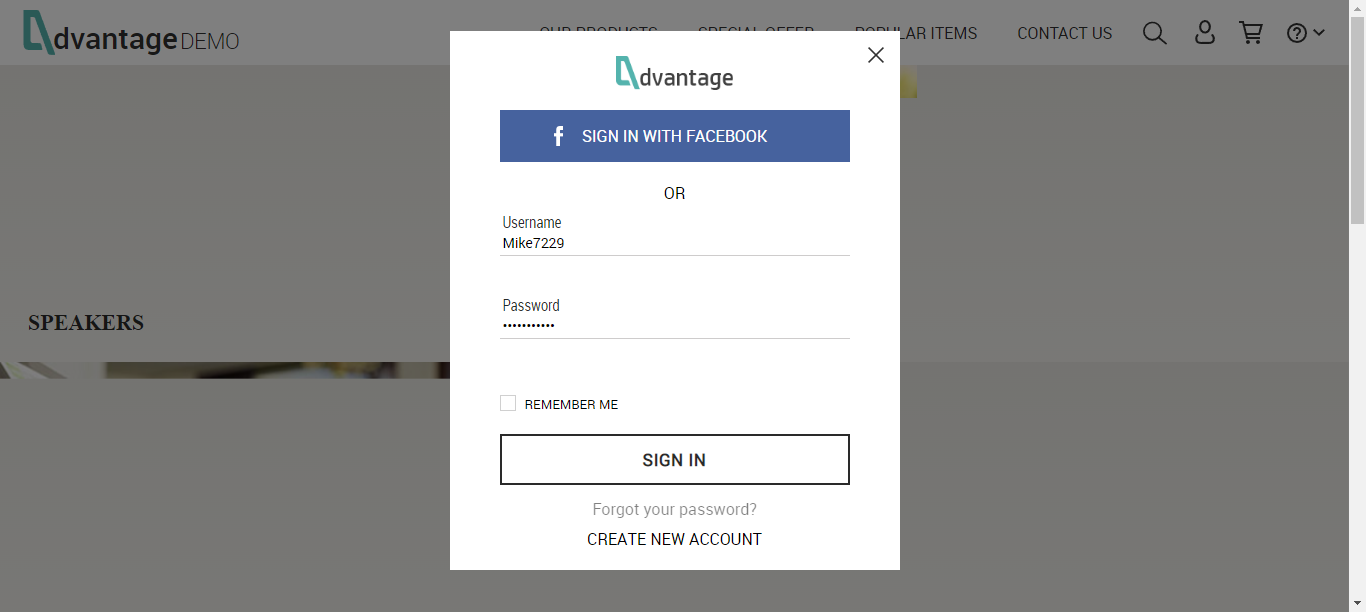 dvantage DEMO
OUR PRODUCTS SPECIAL OFFER POPULAR ITEMS CONTACT US
dvantage
SIGN IN WITH FACEBOOK
OR
Username
Mike7229
Password
•••••••••••
SPEAKERS
REMEMBER ME
SIGN IN
Forgot your password?
CREATE NEW ACCOUNT